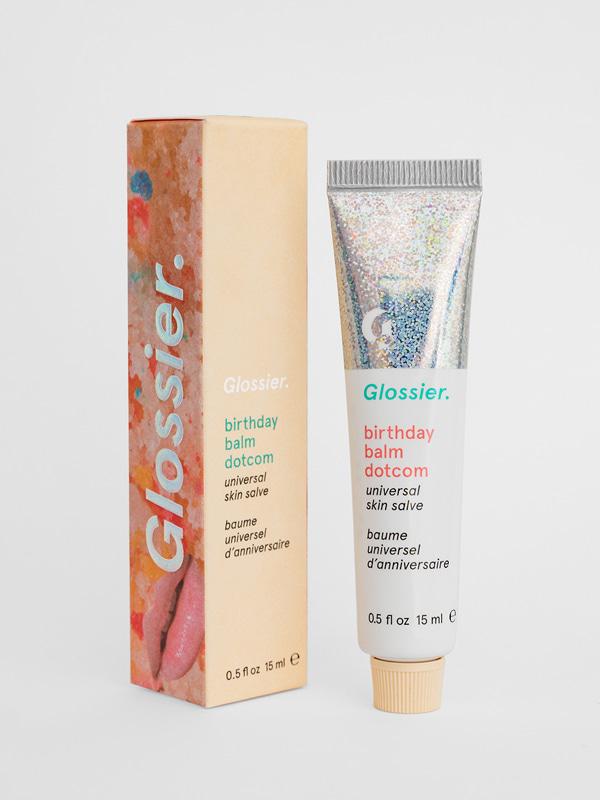 Glossier.
Glossier.
birthday
balm
dotcom
universal
skin salve
baume
universel
d'anniversaire
0.5 fl oz 15 ml ℮
G
Glossier.
birthday
balm
dotcom
universal
skin salve
baume
universel
d'anniversaire
0.5 fl oz 15 ml ℮